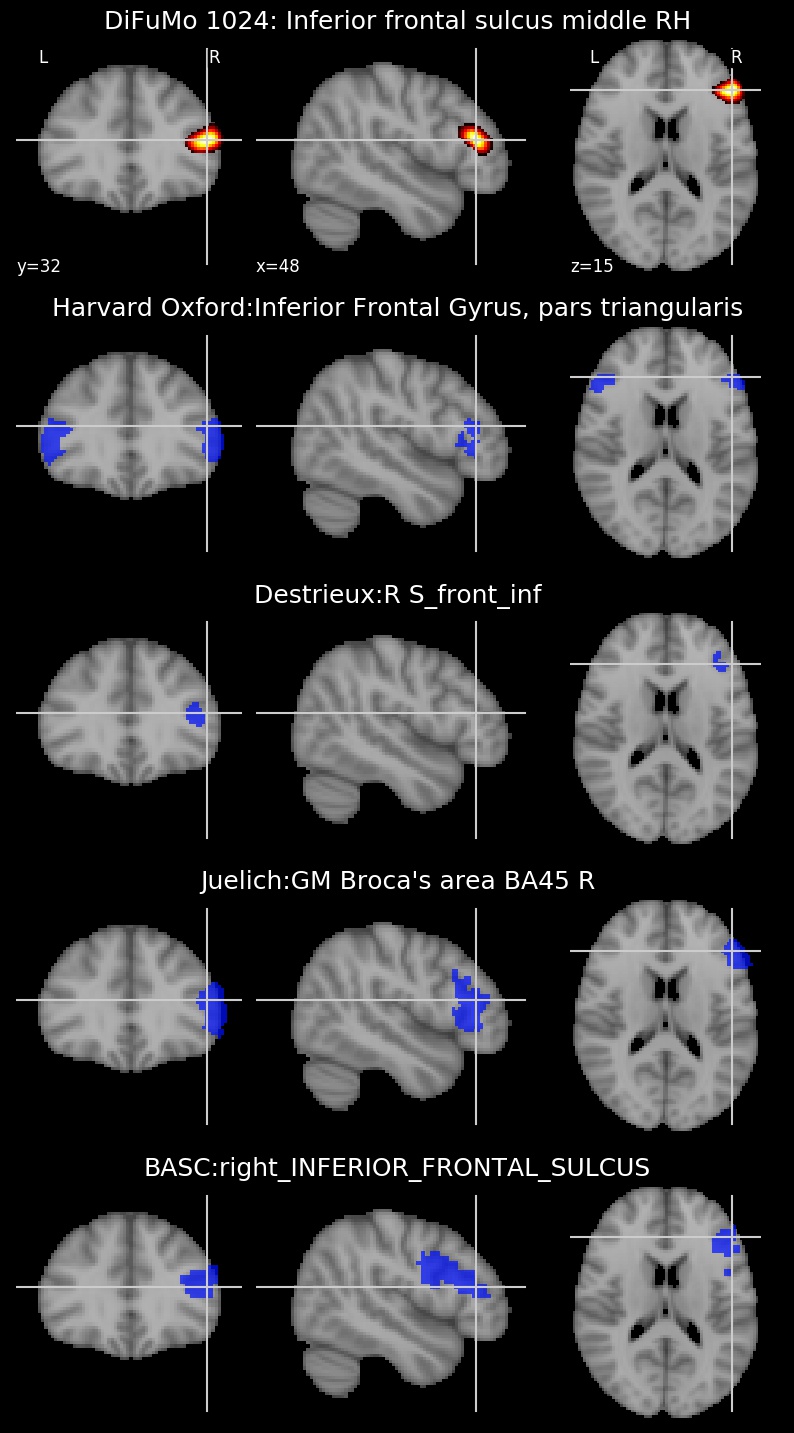 DiFuMo 1024: Inferior frontal sulcus middle RH
L R L R
y=32 x=48 z=15
Harvard Oxford:Inferior Frontal Gyrus, pars triangularis
Destrieux:R S_front_inf
Juelich:GM Broca's area BA45 R
BASC:right_INFERIOR_FRONTAL_SULCUS